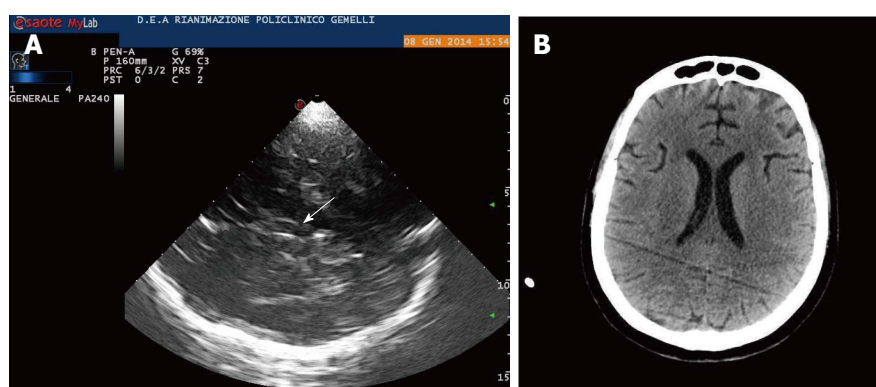 A
esaote MyLab
D.E.A RIANIMAZIONE POLICLINICO GEMELLI
08 GEN 2014 15:54
B PEN-A G 69%
P 160mm XV C3
PRC 6/3/2 PRS 7
PST 0 C 2
1 4
GENERALE PA240
0
5
10
15
B